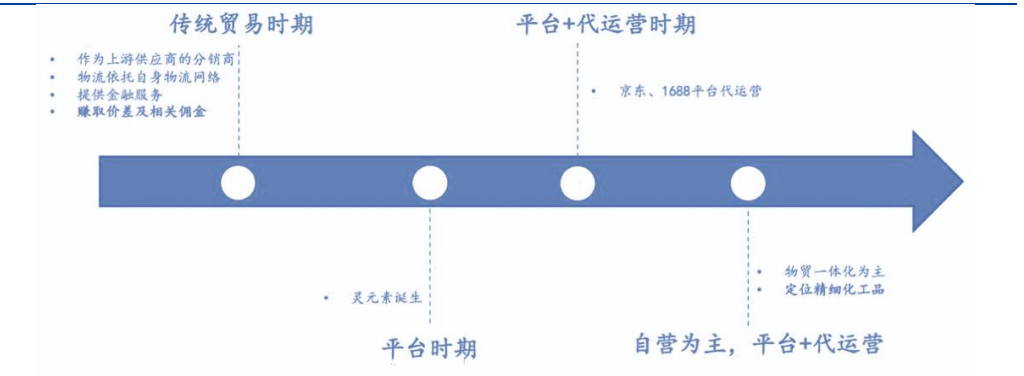 传统贸易时期
• 作为上游供应商的分销商
• 物流依托自身物流网络
• 提供金融服务
• 赚取价差及相关佣金
平台+代运营时期
• 京东、1688平台代运营
• 灵元素诞生
平台时期
• 物贸一体化为主
• 定位精细化工品
自营为主，平台+代运营